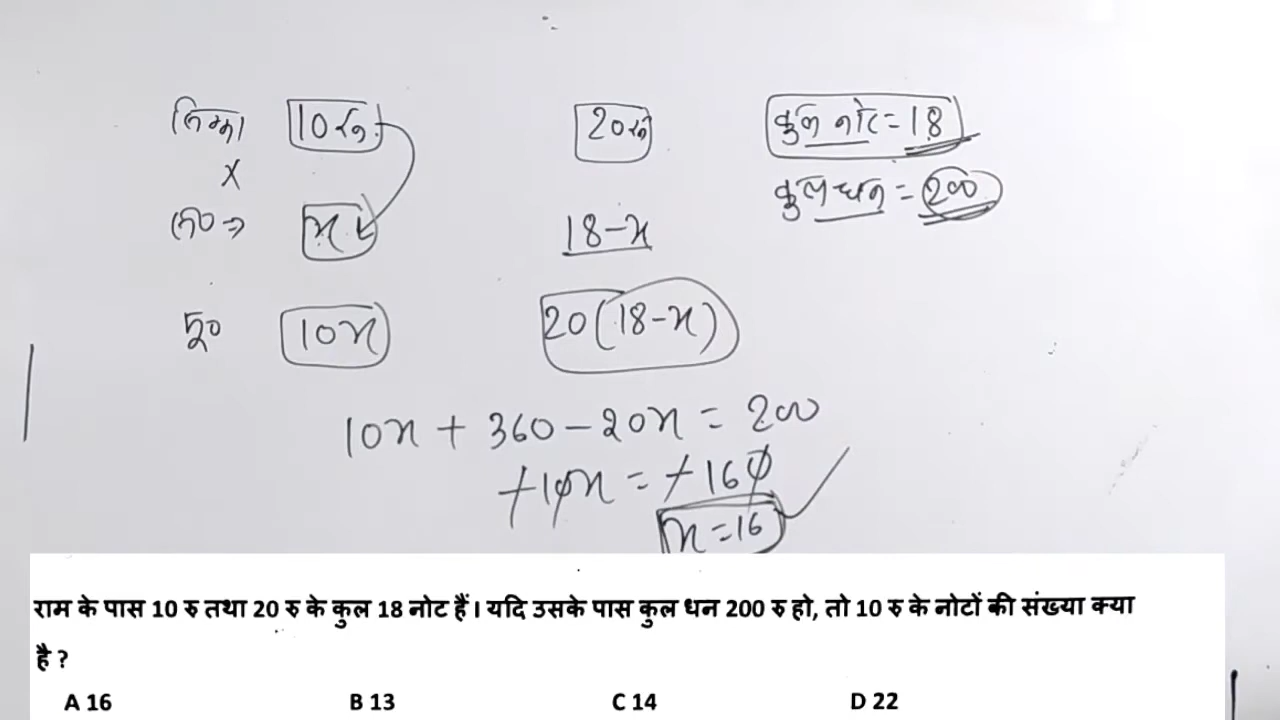 सिक्का 10रु. 20रु कुल नोट = 18
X
सं० ⇒ x 18-x कुल धन = 200
मू० 10x 20(18-x)
10x + 360 - 20x = 200
+10x = +160
x = 16
राम के पास 10 रु तथा 20 रु के कुल 18 नोट हैं। यदि उसके पास कुल धन 200 रु हो, तो 10 रु के नोटों की संख्या क्या
है ?
A 16 B 13 C 14 D 22